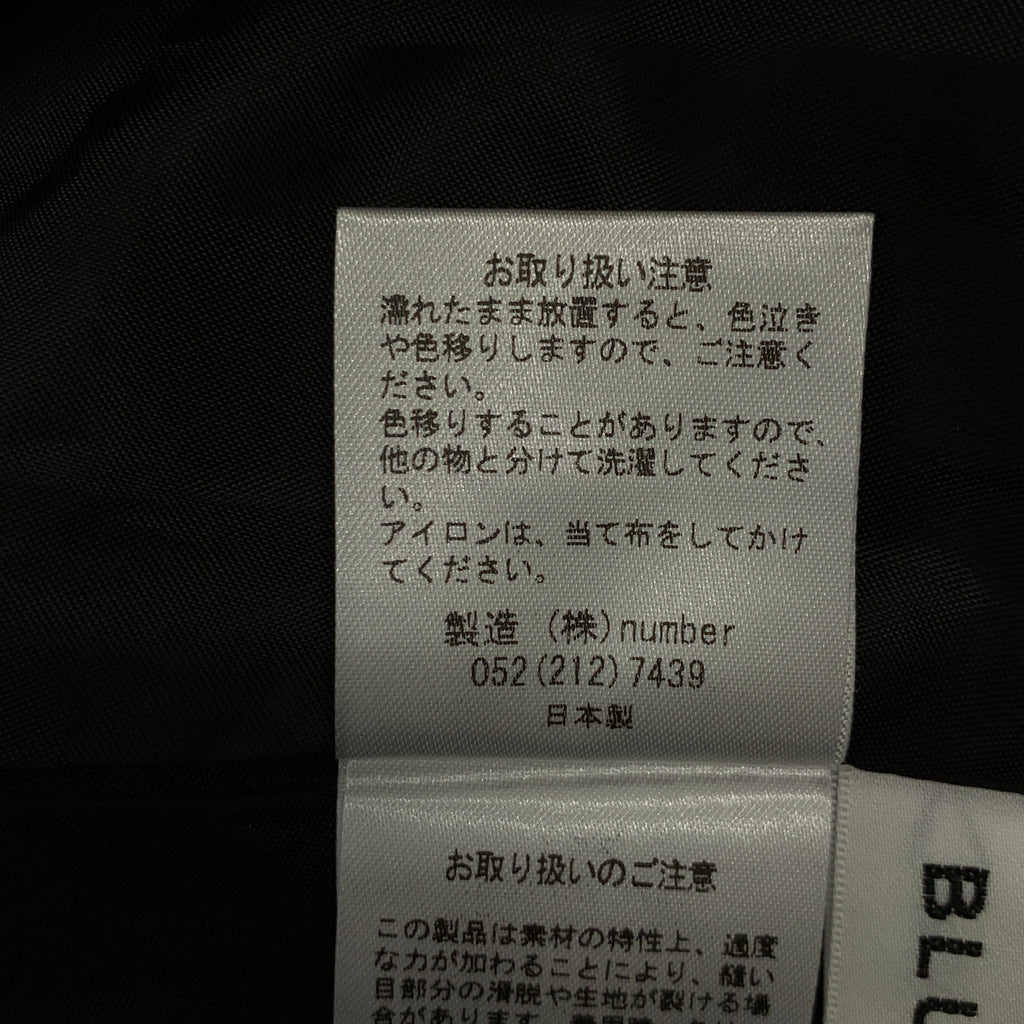 お取り扱い注意
濡れたまま放置すると、色泣き
や色移りしますので、ご注意く
ださい。
色移りすることがありますので、
他の物と分けて洗濯してくださ
い。
アイロンは、当て布をしてかけ
てください。
製造 (株)number
052(212)7439
日本製
お取り扱いのご注意
この製品は素材の特性上、過度
な力が加わることにより、縫い
目部分の滑脱や生地が裂ける場
合があります
BLU